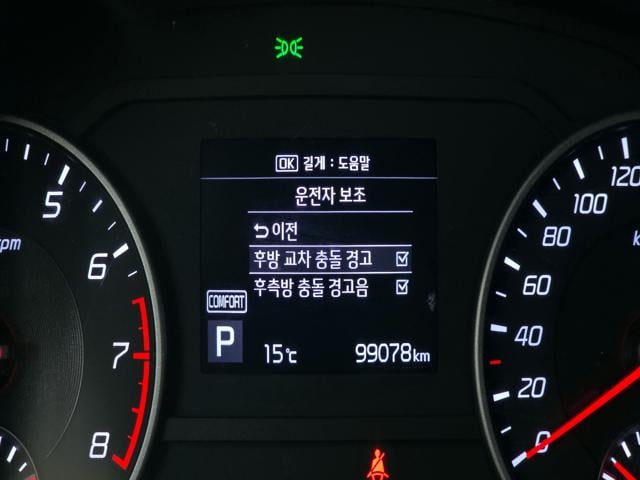 OK 길게 : 도움말
운전자 보조
이전
후방 교차 충돌 경고
후측방 충돌 경고음
COMFORT
P
15℃ 99078km
5
rpm
6
7
8
120
100
80
60
40
20
0